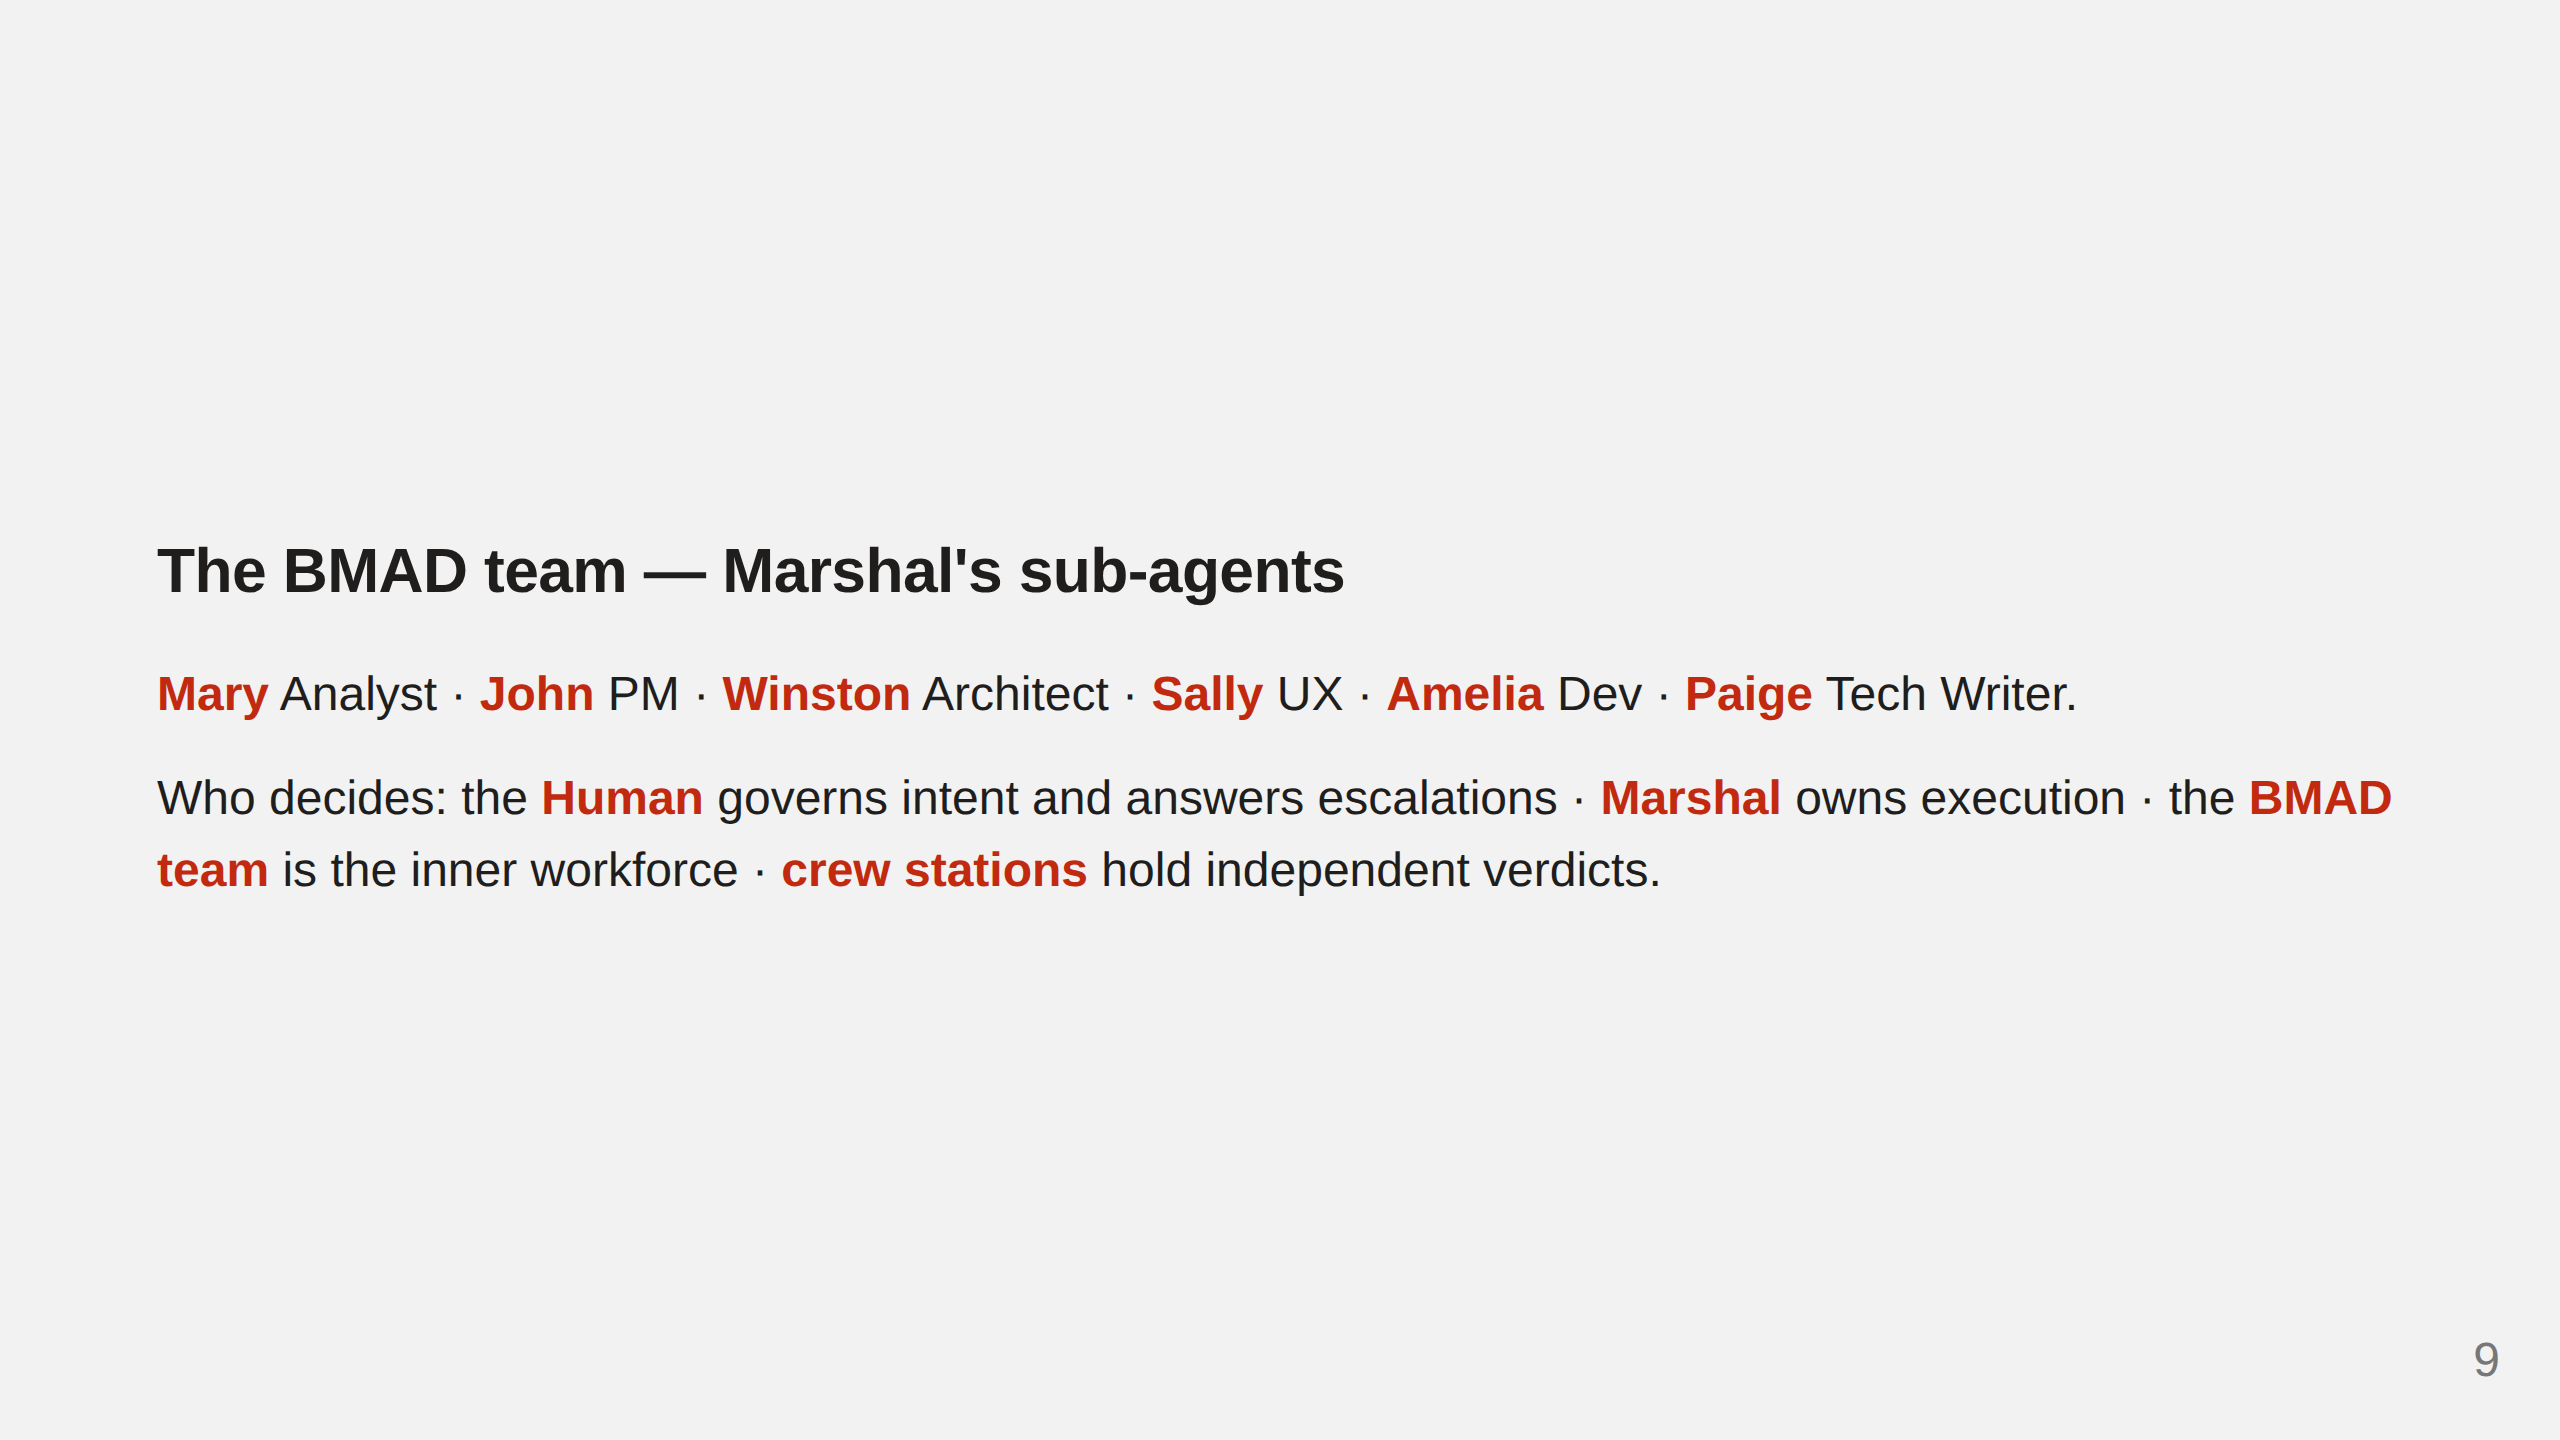 The BMAD team — Marshal's sub-agents
Mary Analyst · John PM · Winston Architect · Sally UX · Amelia Dev · Paige Tech Writer.
Who decides: the Human governs intent and answers escalations · Marshal owns execution · the BMAD
team is the inner workforce · crew stations hold independent verdicts.
9